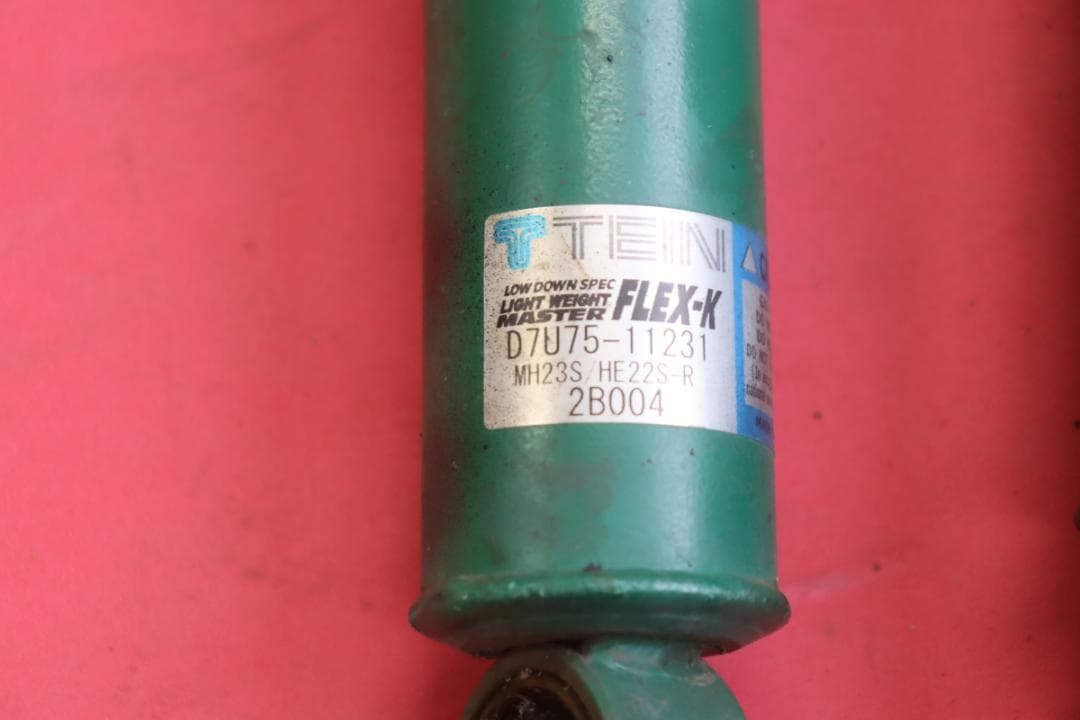 TEIN
LOW DOWN SPEC
LIGHT WEIGHT
MASTER FLEX-K
D7U75-11231
MH23S/HE22S-R
2B004